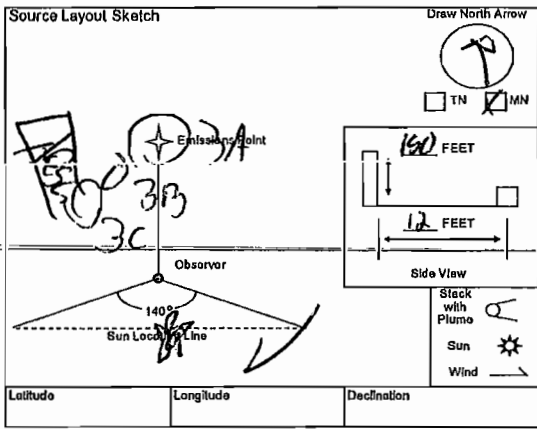 Source Layout Sketch
Draw North Arrow
TN MN
Emissions Point 3A
3B
3C
Observer
140°
Sun Location Line
150 FEET
12 FEET
Side View
Stack
with
Plume
Sun
Wind
Latitude Longitude Declination